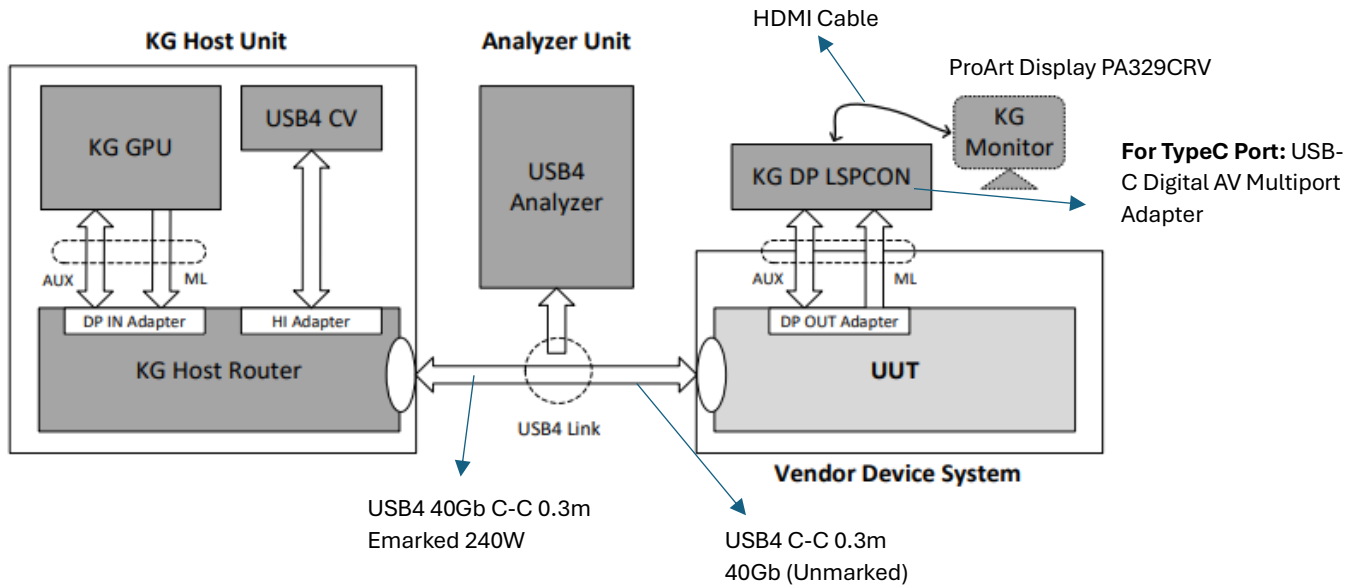 HDMI Cable
KG Host Unit
Analyzer Unit
ProArt Display PA329CRV
KG GPU
USB4 CV
USB4
Analyzer
KG
Monitor
KG DP LSPCON
For TypeC Port: USB-
C Digital AV Multiport
Adapter
AUX
ML
AUX
ML
DP IN Adapter
HI Adapter
DP OUT Adapter
KG Host Router
UUT
USB4 Link
Vendor Device System
USB4 40Gb C-C 0.3m
Emarked 240W
USB4 C-C 0.3m
40Gb (Unmarked)